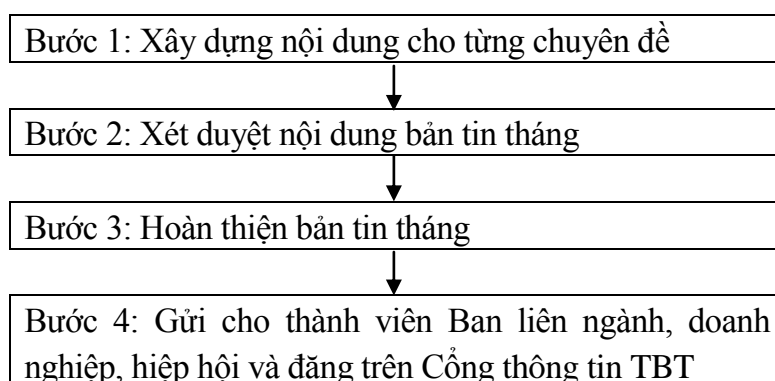 Bước 1: Xây dựng nội dung cho từng chuyên đề
Bước 2: Xét duyệt nội dung bản tin tháng
Bước 3: Hoàn thiện bản tin tháng
Bước 4: Gửi cho thành viên Ban liên ngành, doanh
nghiệp, hiệp hội và đăng trên Cổng thông tin TBT